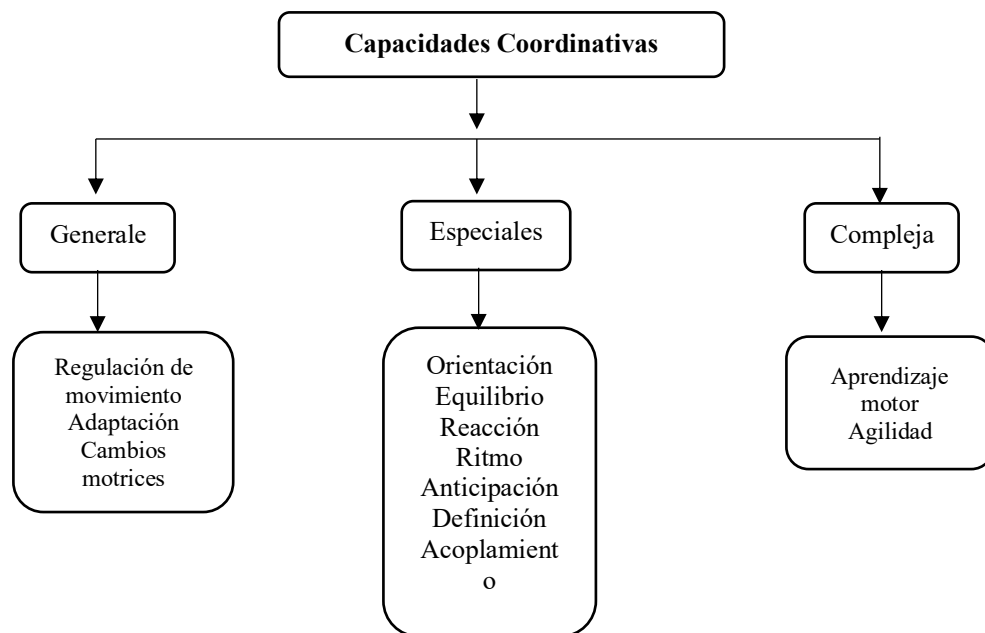 Capacidades Coordinativas
Generale
Especiales
Compleja
Regulación de
movimiento
Adaptación
Cambios
motrices
Orientación
Equilibrio
Reacción
Ritmo
Anticipación
Definición
Acoplamient
o
Aprendizaje
motor
Agilidad